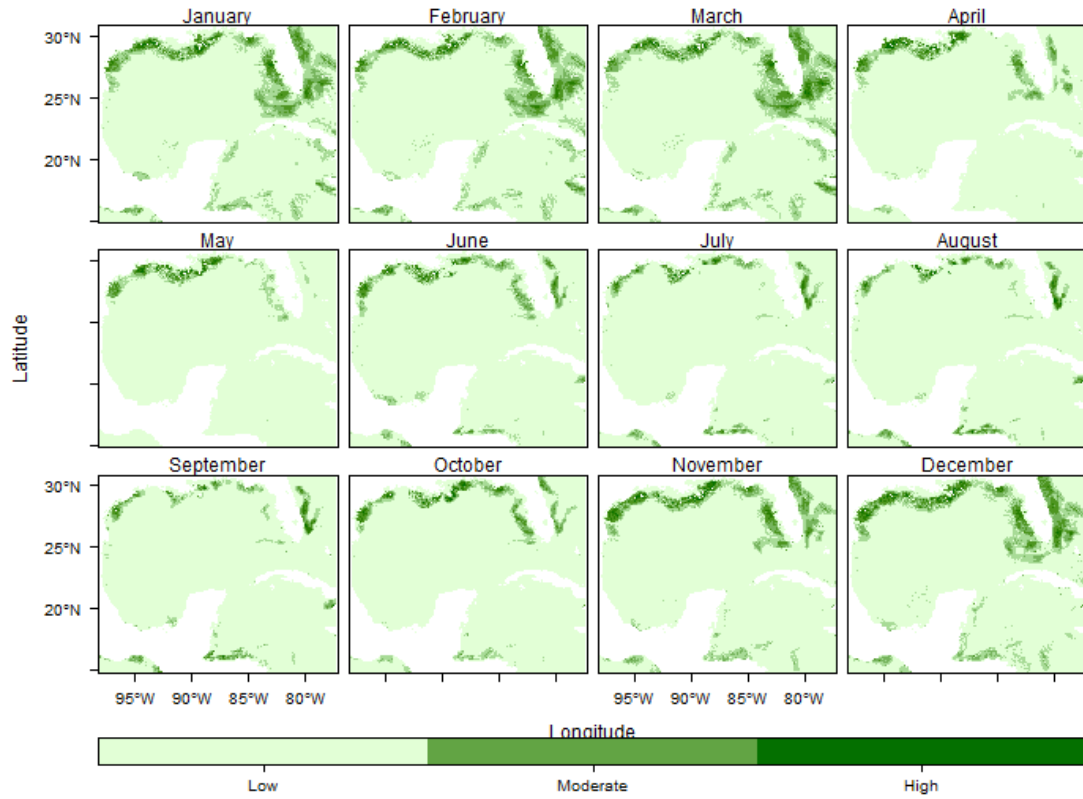 January February March April
30°N
25°N
20°N
May June July August
Latitude
September October November December
30°N
25°N
20°N
95°W 90°W 85°W 80°W 95°W 90°W 85°W 80°W
Longitude
Low Moderate High